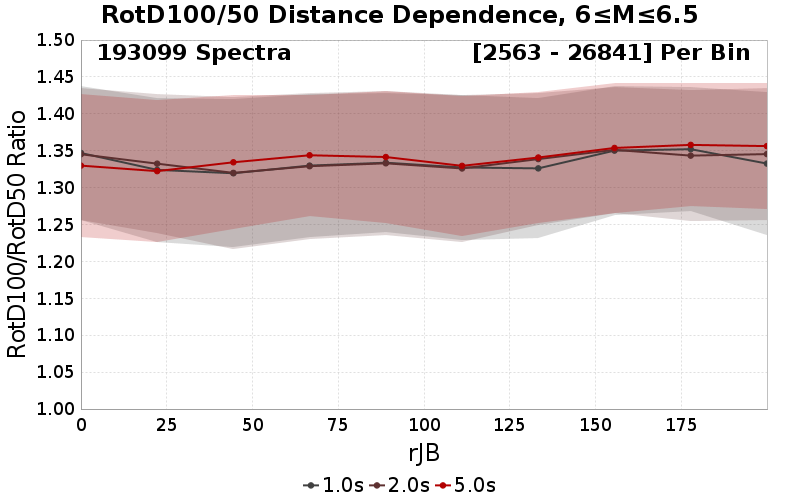 RotD100/50 Distance Dependence, 6≤M≤6.5
193099 Spectra
[2563 - 26841] Per Bin
RotD100/RotD50 Ratio
1.50
1.45
1.40
1.35
1.30
1.25
1.20
1.15
1.10
1.05
1.00
0 25 50 75 100 125 150 175
rJB
1.0s 2.0s 5.0s